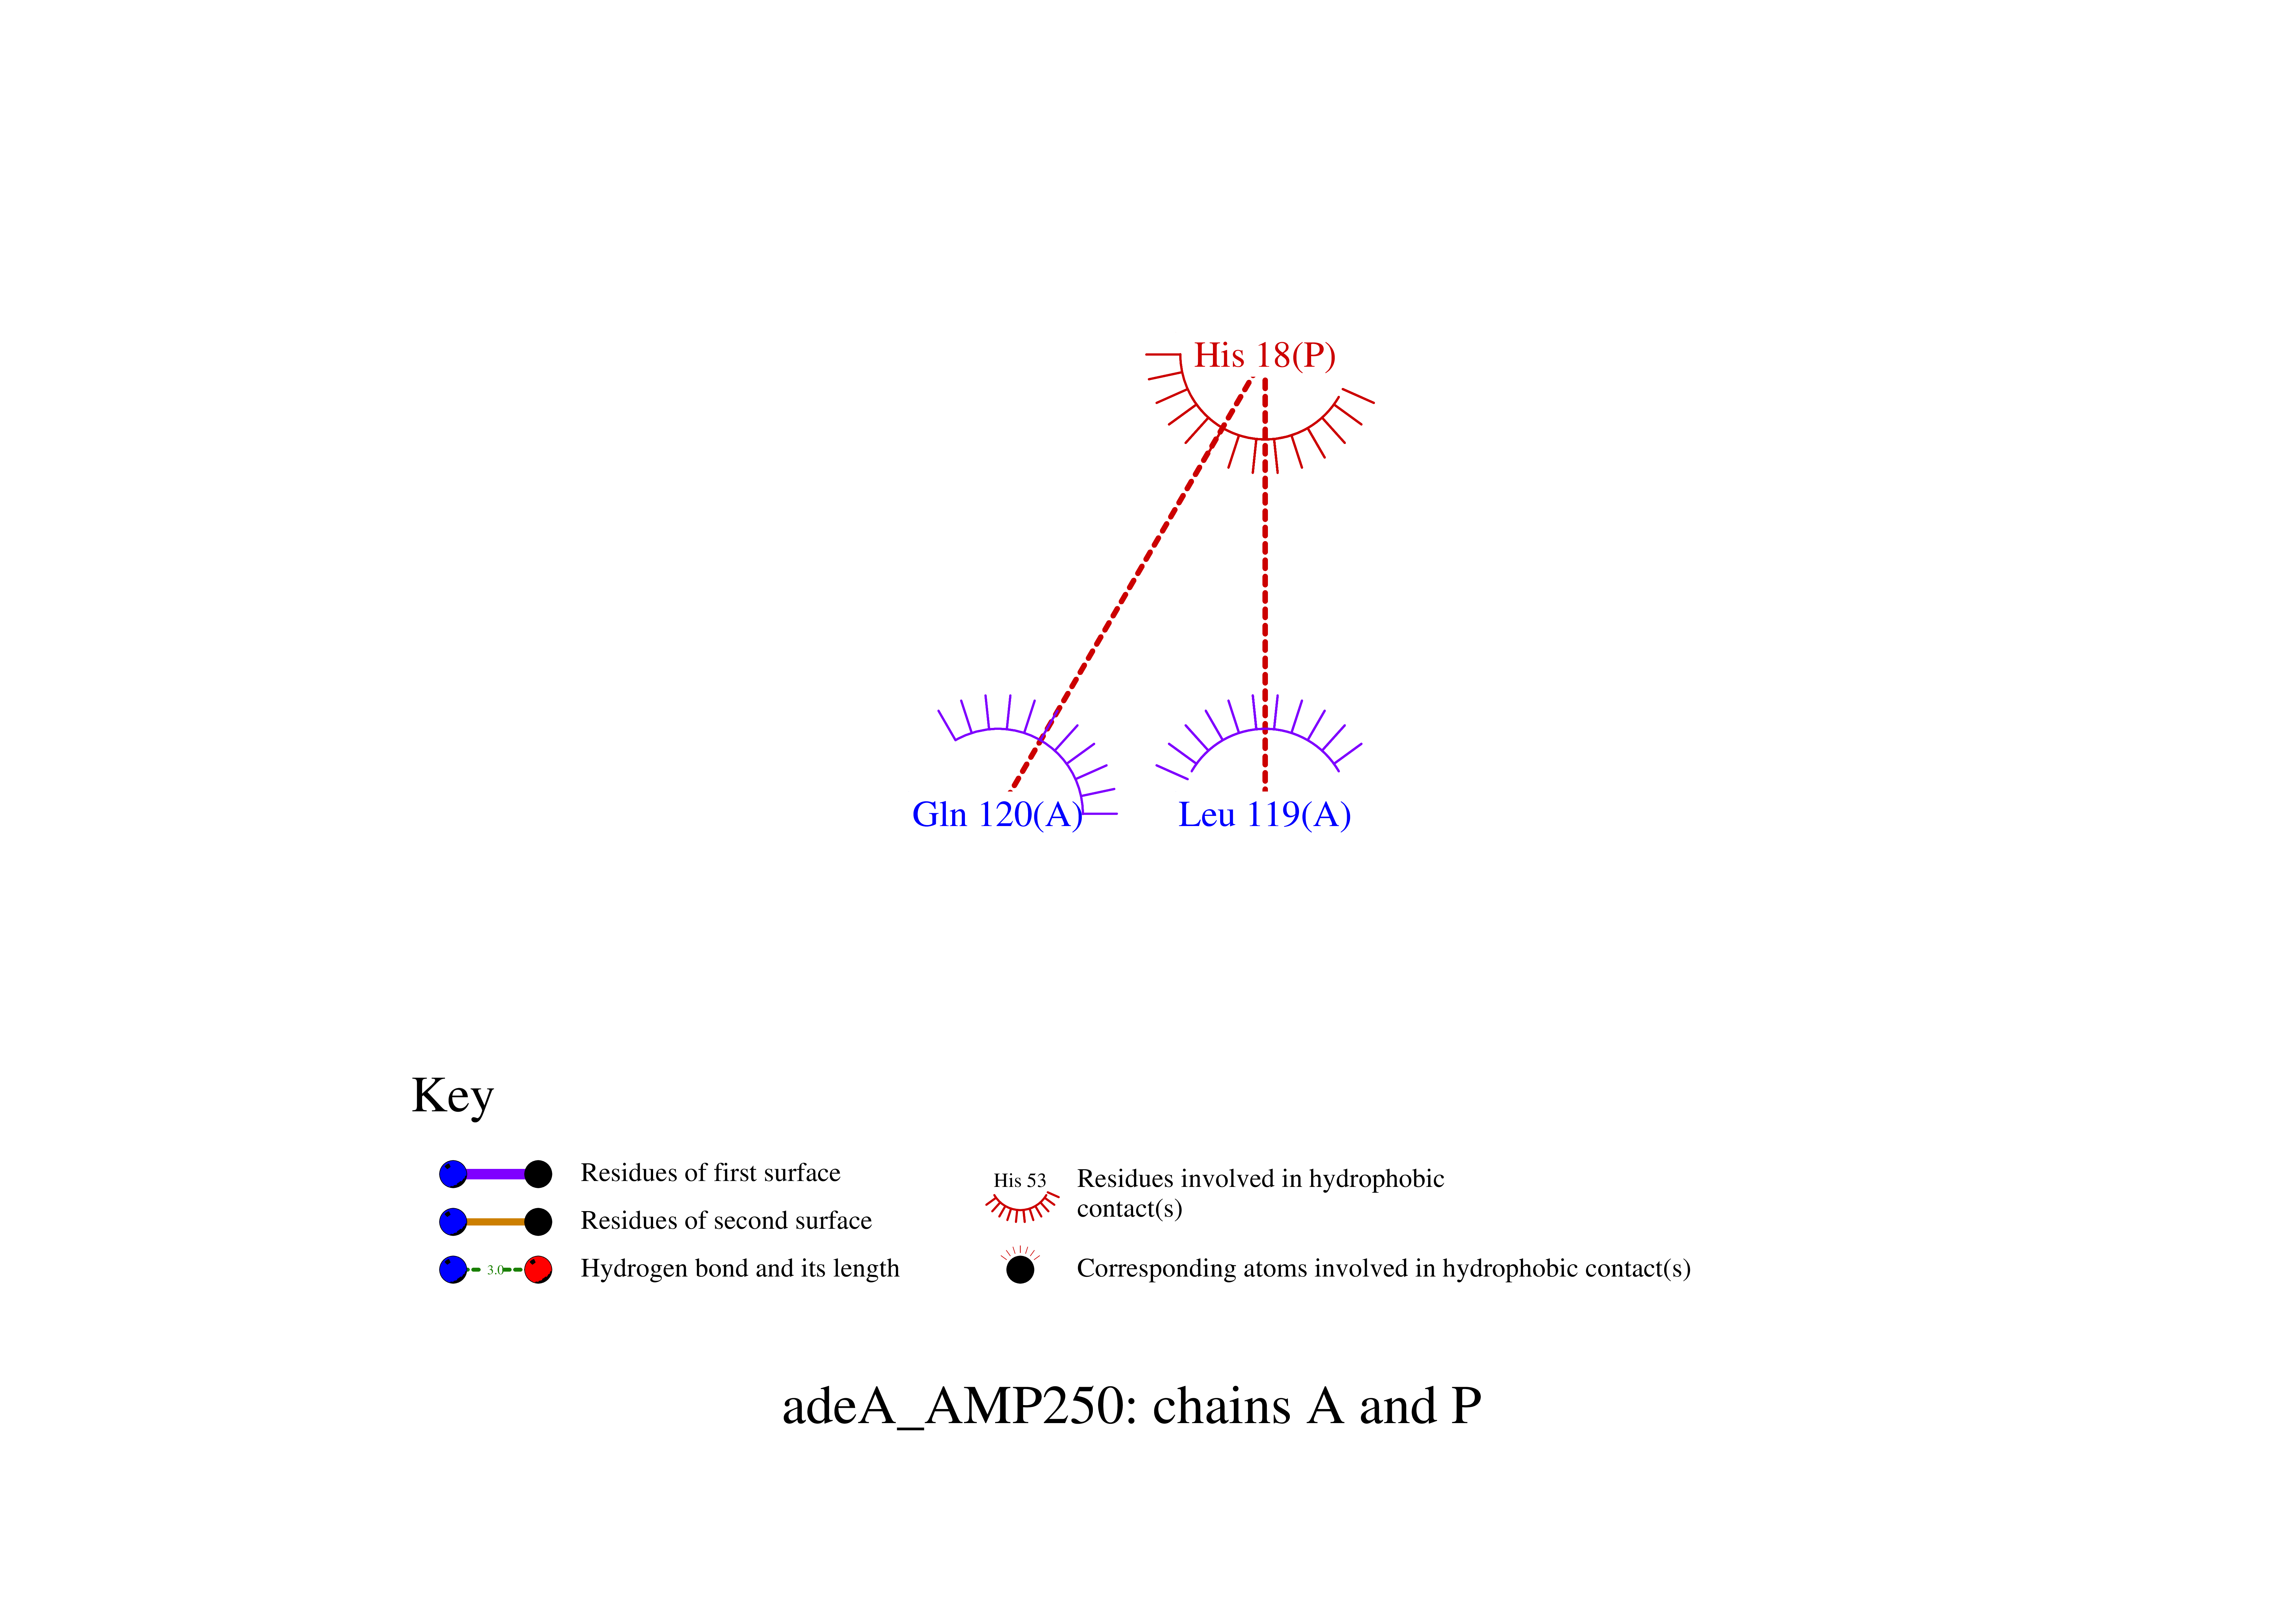 His 18(P)
Gln 120(A)
Leu 119(A)
Key
Residues of first surface
Residues of second surface
3.0
Hydrogen bond and its length
His 53
Residues involved in hydrophobic
contact(s)
Corresponding atoms involved in hydrophobic contact(s)
adeA_AMP250: chains A and P